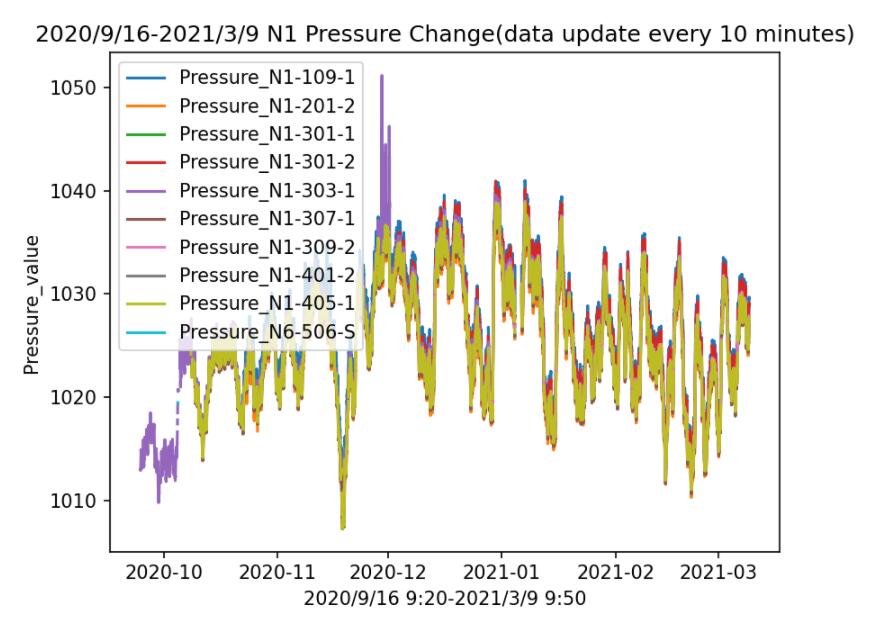 2020/9/16-2021/3/9 N1 Pressure Change(data update every 10 minutes)
Pressure_N1-109-1
Pressure_N1-201-2
Pressure_N1-301-1
Pressure_N1-301-2
Pressure_N1-303-1
Pressure_N1-307-1
Pressure_N1-309-2
Pressure_N1-401-2
Pressure_N1-405-1
Pressure_N6-506-S
Pressure_value
1050
1040
1030
1020
1010
2020-10 2020-11 2020-12 2021-01 2021-02 2021-03
2020/9/16 9:20-2021/3/9 9:50